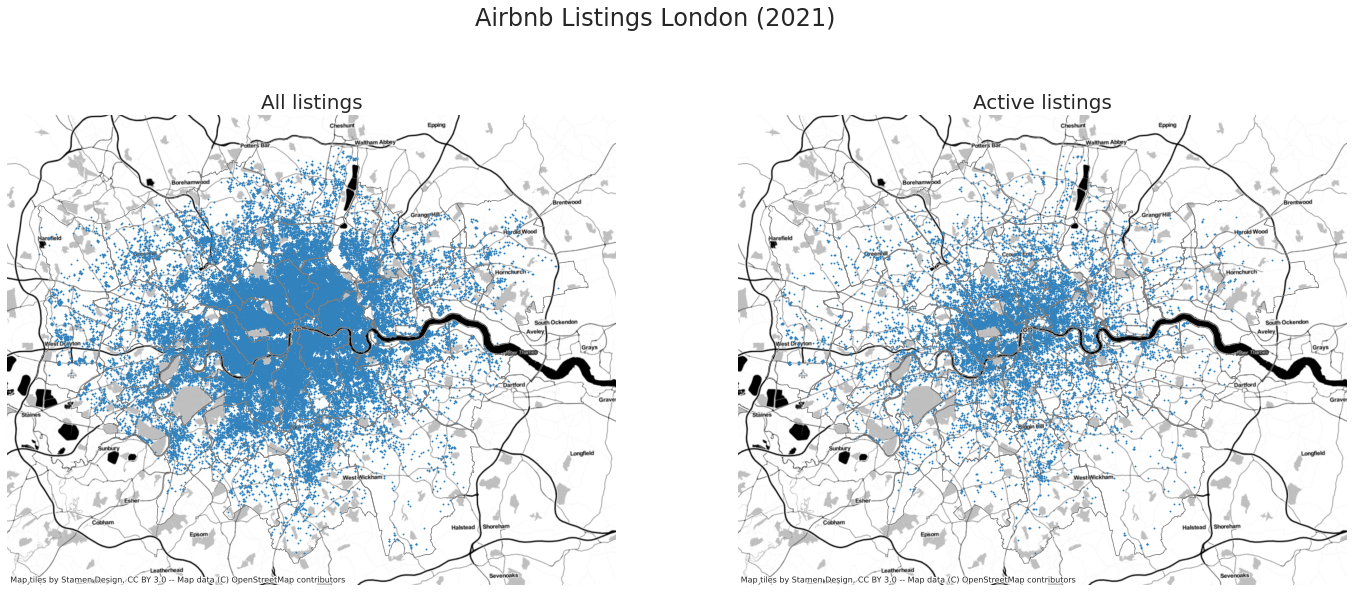 Airbnb Listings London (2021)
All listings
Cheshunt
Epping
Potters Bar
Waltham Abbey
Borehamwood
Brentwood
Grange Hill
Harold Wood
Harefield
Hornchurch
South Ockendon
Aveley
West Drayton
Grays
Dartford
Staines
Sunbury
Longfield
West Wickham
Esher
Cobham
Halstead
Shoreham
Epsom
Leatherhead
Sevenoaks
Map tiles by Stamen Design, CC BY 3.0 -- Map data (C) OpenStreetMap contributors
Active listings
Cheshunt
Epping
Potters Bar
Waltham Abbey
Borehamwood
Brentwood
Grange Hill
Harold Wood
Harefield
Crouch End
Hornchurch
South Ockendon
Aveley
West Drayton
Grays
Dartford
Staines
Sunbury
Longfield
West Wickham
Esher
Cobham
Halstead
Shoreham
Epsom
Leatherhead
Sevenoaks
Map tiles by Stamen Design, CC BY 3.0 -- Map data (C) OpenStreetMap contributors